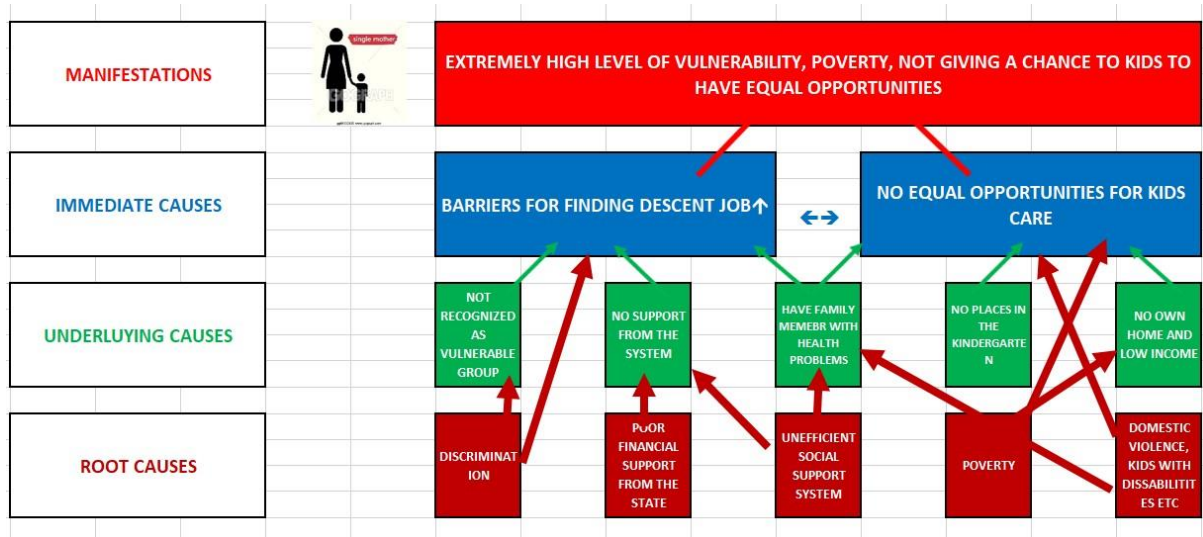 MANIFESTATIONS
single mother
EXTREMELY HIGH LEVEL OF VULNERABILITY, POVERTY, NOT GIVING A CHANCE TO KIDS TO
HAVE EQUAL OPPORTUNITIES
IMMEDIATE CAUSES
BARRIERS FOR FINDING DESCENT JOB↑
NO EQUAL OPPORTUNITIES FOR KIDS
CARE
UNDERLUYING CAUSES
NOT
RECOGNIZED
AS
VULNERABLE
GROUP
NO SUPPORT
FROM THE
SYSTEM
HAVE FAMILY
MEMEBR WITH
HEALTH
PROBLEMS
NO PLACES IN
THE
KINDERGARTE
N
NO OWN
HOME AND
LOW INCOME
ROOT CAUSES
DISCRIMINAT
ION
POOR
FINANCIAL
SUPPORT
FROM THE
STATE
UNEFFICIENT
SOCIAL
SUPPORT
SYSTEM
POVERTY
DOMESTIC
VIOLENCE,
KIDS WITH
DISSABILITIT
ES ETC